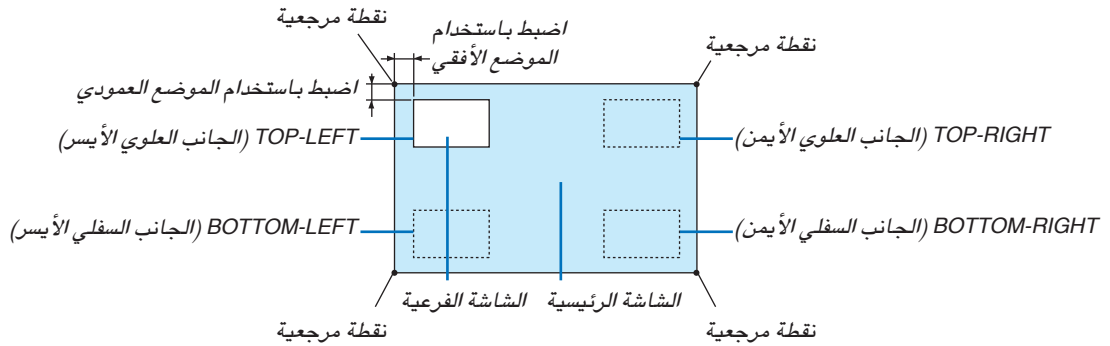 نقطة مرجعية
اضبط باستخدام
الموضع الأفقي
نقطة مرجعية
اضبط باستخدام الموضع العمودي
TOP-LEFT (الجانب العلوي الأيسر)
TOP-RIGHT (الجانب العلوي الأيمن)
BOTTOM-LEFT (الجانب السفلي الأيسر)
BOTTOM-RIGHT (الجانب السفلي الأيمن)
الشاشة الرئيسية
الشاشة الفرعية
نقطة مرجعية
نقطة مرجعية